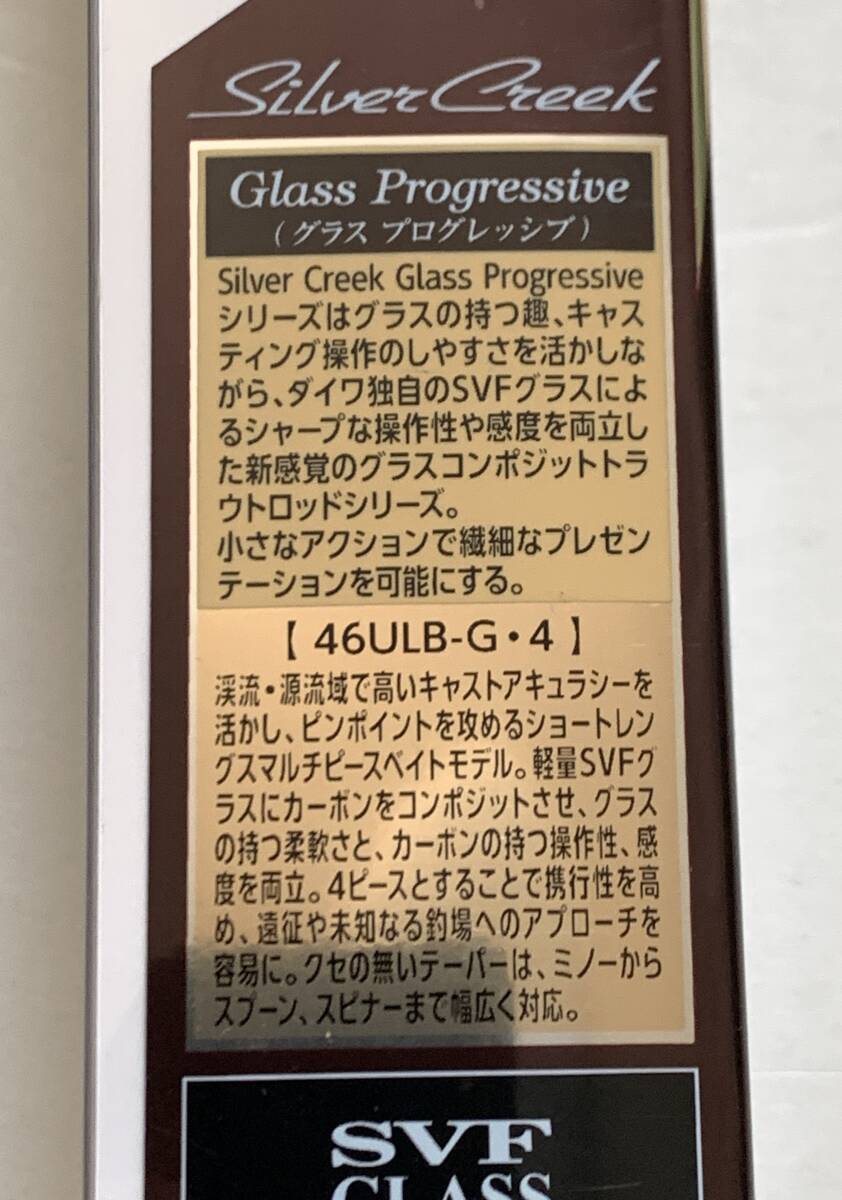 Silver Creek
Glass Progressive
(グラス プログレッシブ)
Silver Creek Glass Progressive
シリーズはグラスの持つ趣、キャス
ティング操作のしやすさを活かしな
がら、ダイワ独自のSVFグラスによ
るシャープな操作性や感度を両立し
た新感覚のグラスコンポジットトラ
ウトロッドシリーズ。
小さなアクションで繊細なプレゼン
テーションを可能にする。
【 46ULB-G・4 】
渓流・源流域で高いキャストアキュラシーを
活かし、ピンポイントを攻めるショートレン
グスマルチピースベイトモデル。軽量SVFグ
ラスにカーボンをコンポジットさせ、グラス
の持つ柔軟さと、カーボンの持つ操作性、感
度を両立。4ピースとすることで携行性を高
め、遠征や未知なる釣場へのアプローチを
容易に。クセの無いテーパーは、ミノーから
スプーン、スピナーまで幅広く対応。
SVF
GLASS